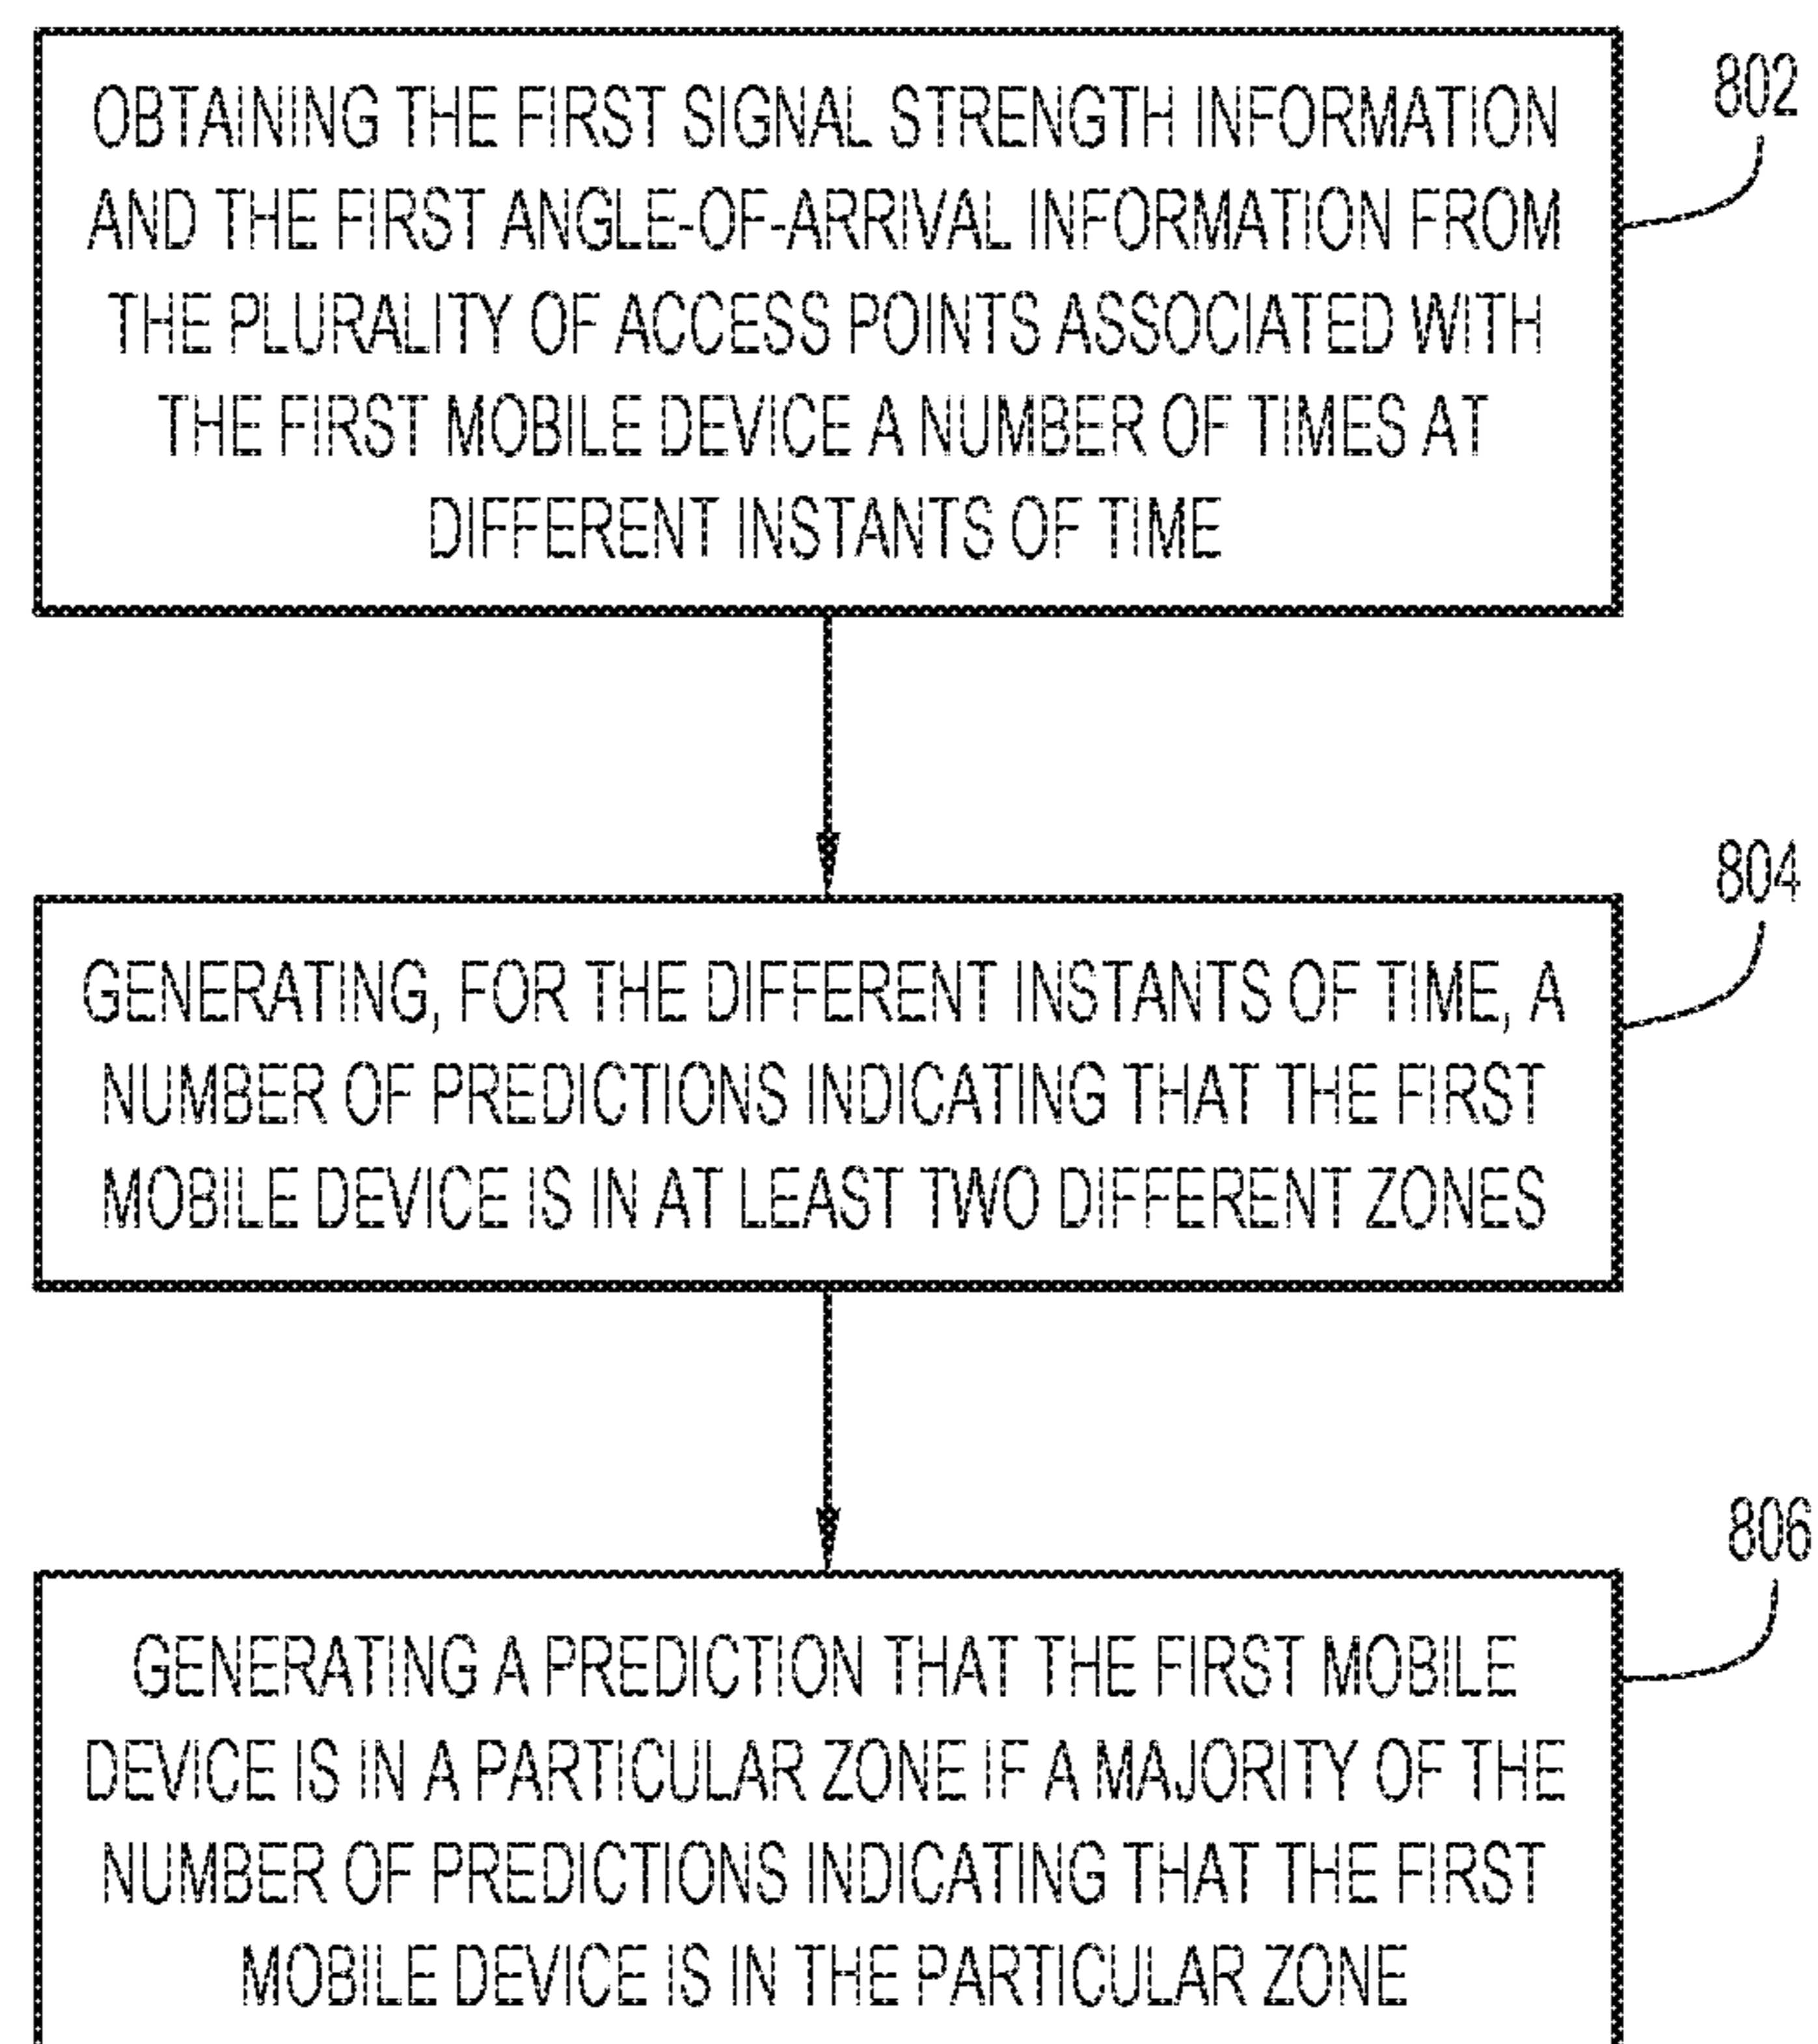 OBTAINING THE FIRST SIGNAL STRENGTH INFORMATION
AND THE FIRST ANGLE-OF-ARRIVAL INFORMATION FROM
THE PLURALITY OF ACCESS POINTS ASSOCIATED WITH
THE FIRST MOBILE DEVICE A NUMBER OF TIMES AT
DIFFERENT INSTANTS OF TIME
802
GENERATING, FOR THE DIFFERENT INSTANTS OF TIME, A
NUMBER OF PREDICTIONS INDICATING THAT THE FIRST
MOBILE DEVICE IS IN AT LEAST TWO DIFFERENT ZONES
804
GENERATING A PREDICTION THAT THE FIRST MOBILE
DEVICE IS IN A PARTICULAR ZONE IF A MAJORITY OF THE
NUMBER OF PREDICTIONS INDICATING THAT THE FIRST
MOBILE DEVICE IS IN THE PARTICULAR ZONE
806